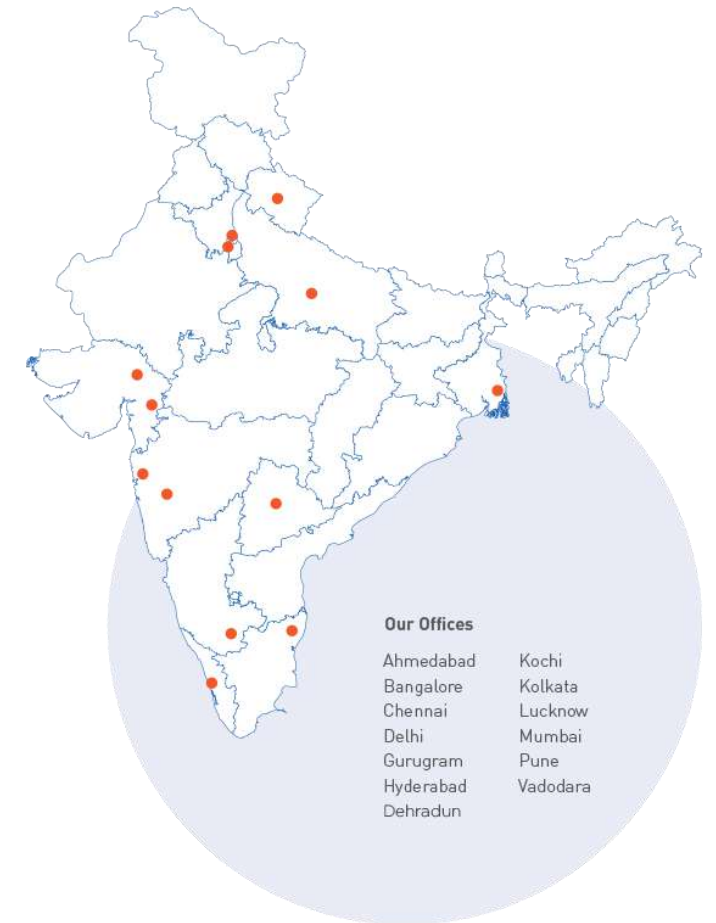 Our Offices
Ahmedabad
Bangalore
Chennai
Delhi
Gurugram
Hyderabad
Dehradun
Kochi
Kolkata
Lucknow
Mumbai
Pune
Vadodara